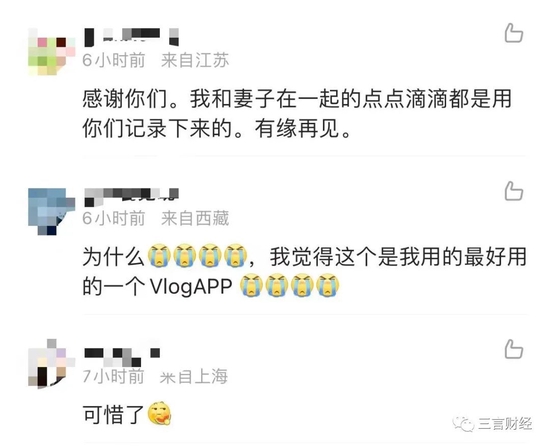 6小时前 来自江苏
感谢你们。我和妻子在一起的点点滴滴都是用
你们记录下来的。有缘再见。
6小时前 来自西藏
为什么😭😭😭😭，我觉得这个是我用的最好用
的一个VlogAPP 😭😭😭😭
7小时前 来自上海
可惜了
三言财经